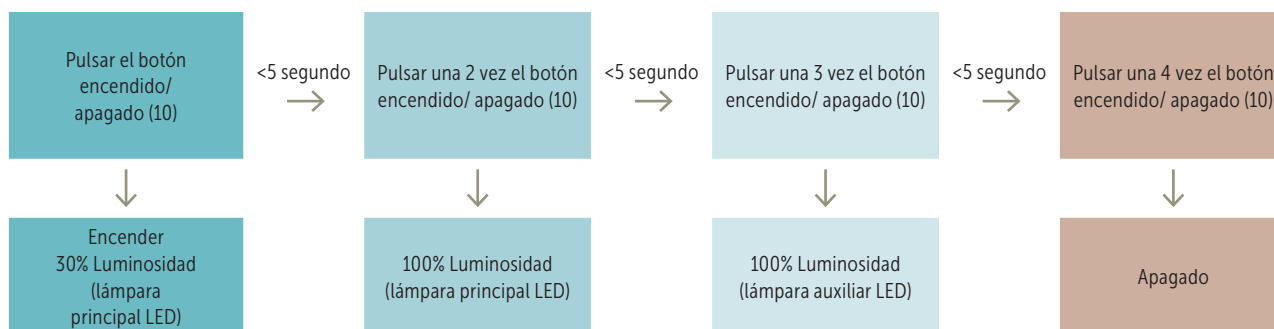 Pulsar el botón
encendido/
apagado (10)
<5 segundo
Pulsar una 2 vez el botón
encendido/ apagado (10)
<5 segundo
Pulsar una 3 vez el botón
encendido/ apagado (10)
<5 segundo
Pulsar una 4 vez el botón
encendido/ apagado (10)
Encender
30% Luminosidad
(lámpara
principal LED)
100% Luminosidad
(lámpara principal LED)
100% Luminosidad
(lámpara auxiliar LED)
Apagado